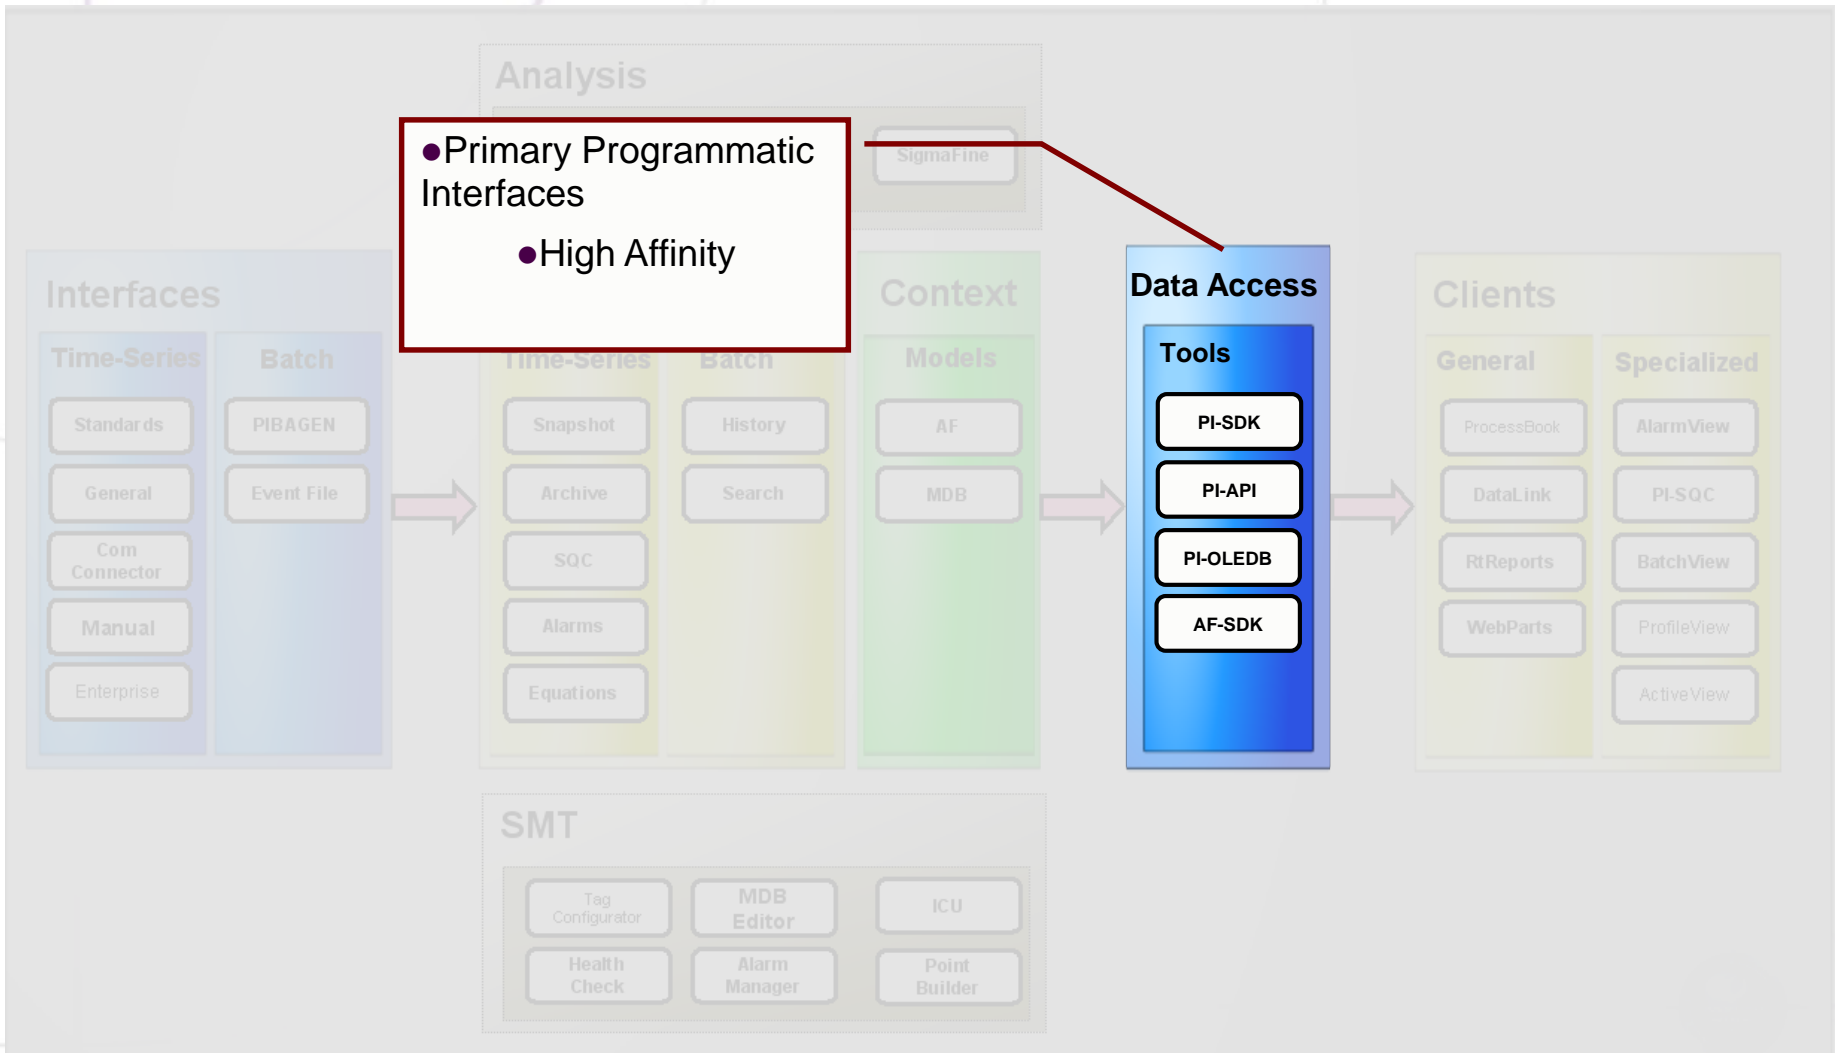 Analysis
●Primary Programmatic
Interfaces
●High Affinity
SigmaFine
Interfaces
Time-Series
Batch
Standards
PIBAGEN
General
Event File
Com
Connector
Manual
Enterprise
Time-Series
Batch
Snapshot
History
Archive
Search
SQC
Alarms
Equations
Context
Models
AF
MDB
Data Access
Tools
PI-SDK
PI-API
PI-OLEDB
AF-SDK
Clients
General
Specialized
ProcessBook
AlarmView
DataLink
PI-SQC
RtReports
BatchView
WebParts
ProfileView
ActiveView
SMT
Tag
Configurator
MDB
Editor
ICU
Health
Check
Alarm
Manager
Point
Builder